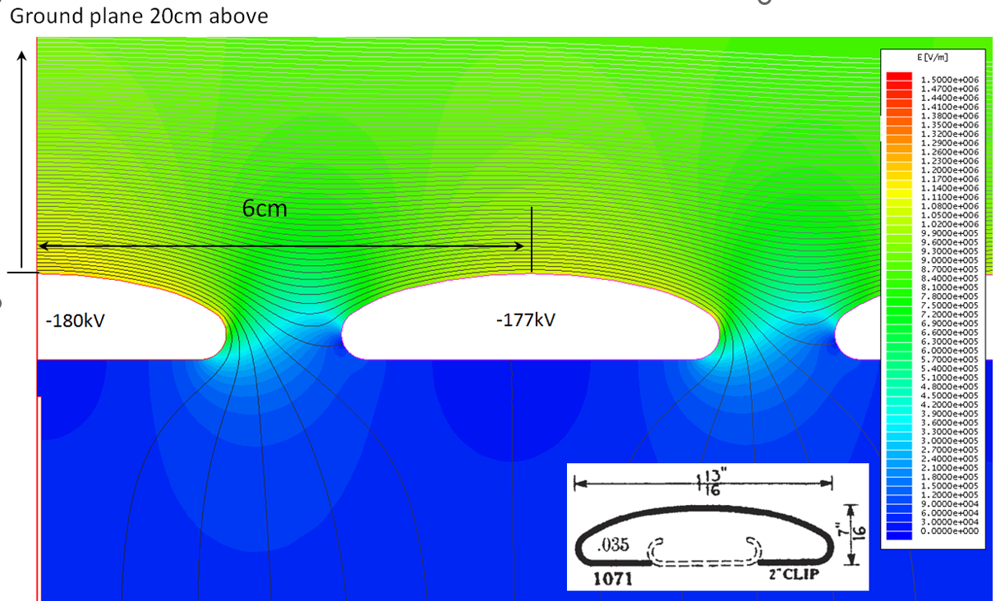 Ground plane 20cm above
E [V/m]
1.5000e+006
1.4700e+006
1.4400e+006
1.4100e+006
1.3800e+006
1.3500e+006
1.3200e+006
1.2900e+006
1.2600e+006
1.2300e+006
1.2000e+006
1.1700e+006
1.1400e+006
1.1100e+006
1.0800e+006
1.0500e+006
1.0200e+006
9.9000e+005
9.6000e+005
9.3000e+005
9.0000e+005
8.7000e+005
8.4000e+005
8.1000e+005
7.8000e+005
7.5000e+005
7.2000e+005
6.9000e+005
6.6000e+005
6.3000e+005
6.0000e+005
5.7000e+005
5.4000e+005
5.1000e+005
4.8000e+005
4.5000e+005
4.2000e+005
3.9000e+005
3.6000e+005
3.3000e+005
3.0000e+005
2.7000e+005
2.4000e+005
2.1000e+005
1.8000e+005
1.5000e+005
1.2000e+005
9.0000e+004
6.0000e+004
3.0000e+004
0.0000e+000
6cm
-180kV
-177kV
1 13"
16
.035
7"
16
1071
2"CLIP